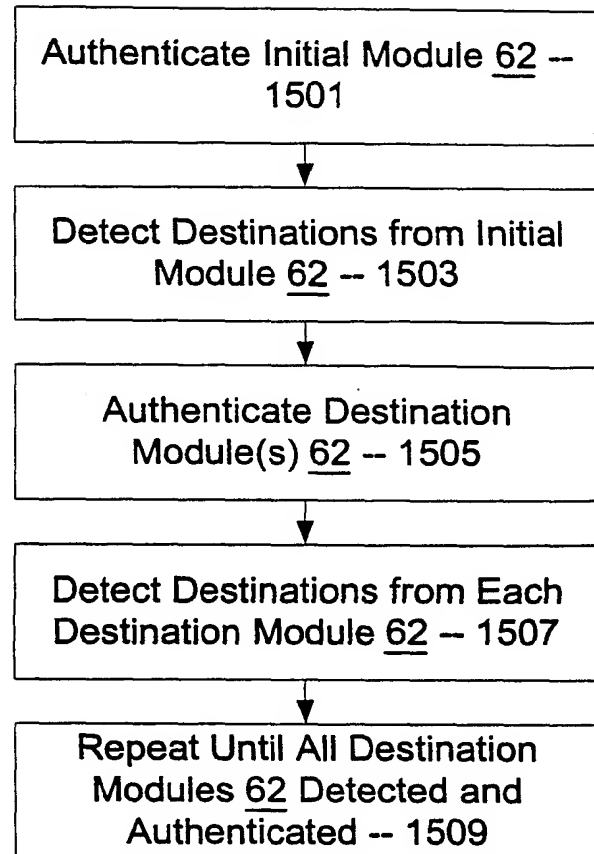 Authenticate Initial Module 62 --
1501
Detect Destinations from Initial
Module 62 -- 1503
Authenticate Destination
Module(s) 62 -- 1505
Detect Destinations from Each
Destination Module 62 -- 1507
Repeat Until All Destination
Modules 62 Detected and
Authenticated -- 1509